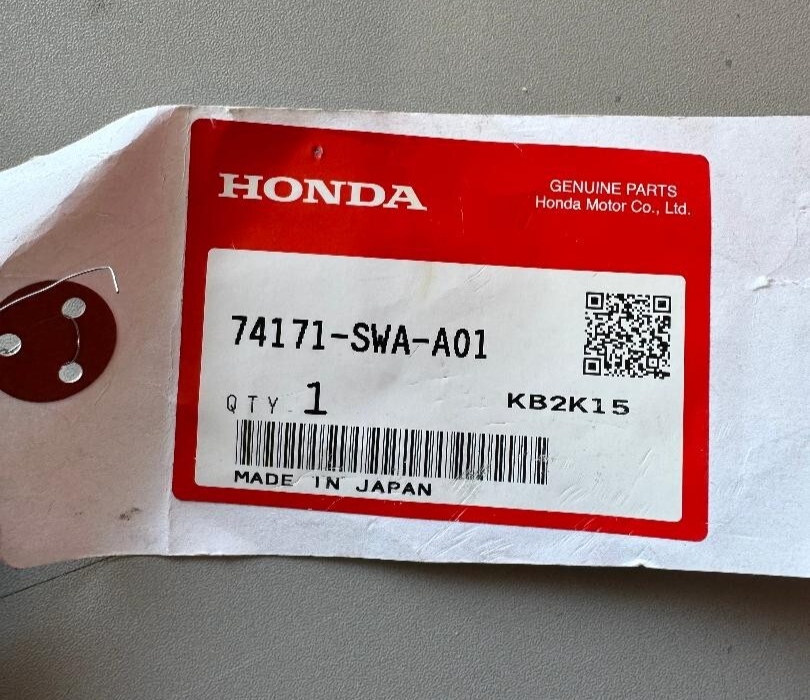 HONDA
GENUINE PARTS
Honda Motor Co., Ltd.
74171-SWA-A01
QTY 1
KB2K15
MADE IN JAPAN